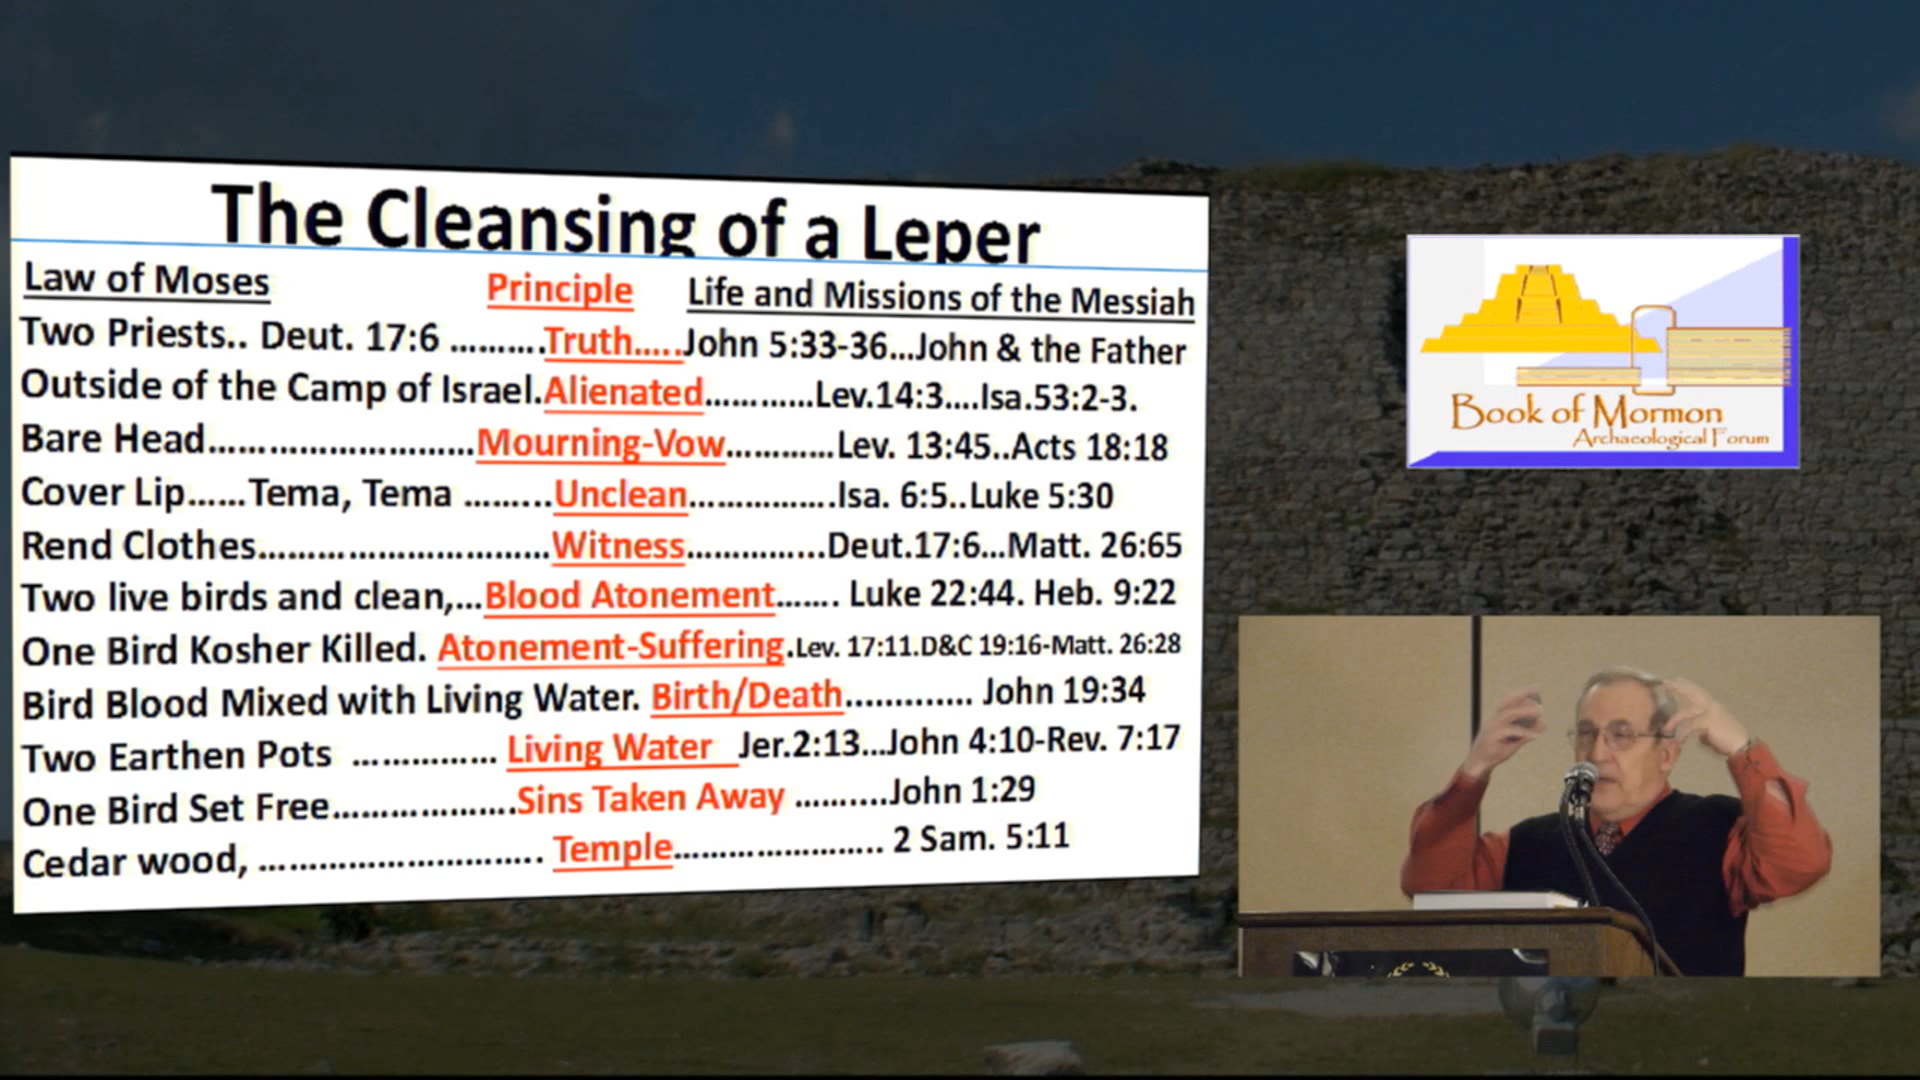 The Cleansing of a Leper
Law of Moses Principle Life and Missions of the Messiah
Two Priests.. Deut. 17:6 ..........Truth.....John 5:33-36...John & the Father
Outside of the Camp of Israel.Alienated............Lev.14:3....Isa.53:2-3.
Bare Head...........................Mourning-Vow............Lev. 13:45..Acts 18:18
Cover Lip......Tema, Tema .........Unclean...............Isa. 6:5..Luke 5:30
Rend Clothes..............................Witness..............Deut.17:6...Matt. 26:65
Two live birds and clean,...Blood Atonement....... Luke 22:44. Heb. 9:22
One Bird Kosher Killed. Atonement-Suffering.Lev. 17:11.D&C 19:16-Matt. 26:28
Bird Blood Mixed with Living Water. Birth/Death............. John 19:34
Two Earthen Pots ............... Living Water Jer.2:13...John 4:10-Rev. 7:17
One Bird Set Free...................Sins Taken Away ..........John 1:29
Cedar wood, ............................. Temple...................... 2 Sam. 5:11
Book of Mormon
Archaeological Forum